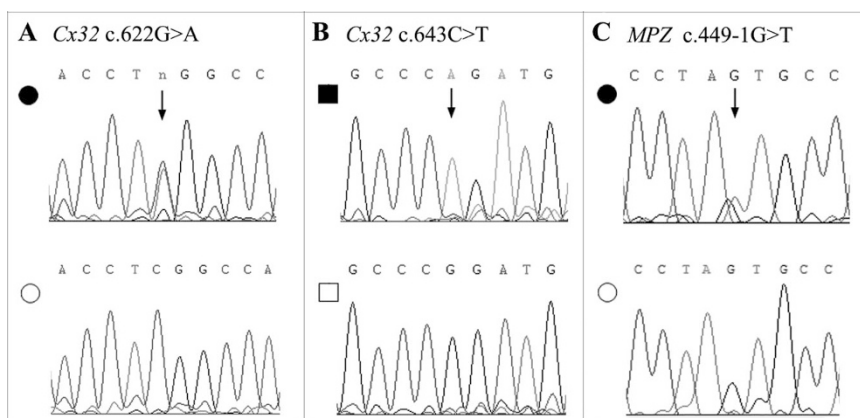 A Cx32 c.622G>A
A C C T n G G C C
A C C T C G G C C A
B Cx32 c.643C>T
G C C C A G A T G
G C C C G G A T G
C MPZ c.449-1G>T
C C T A G T G C C
C C T A G T G C C